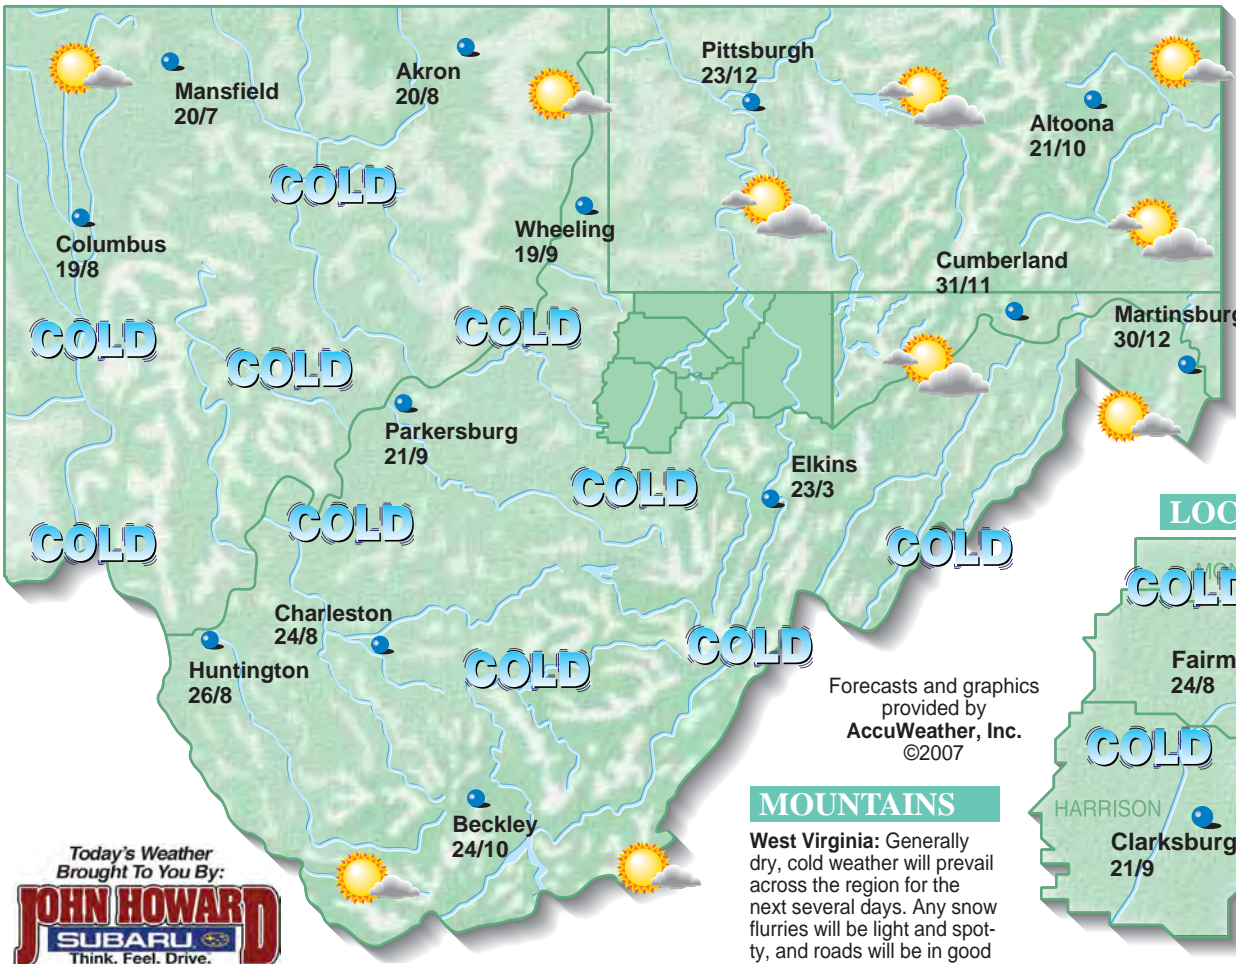 Mansfield
20/7
Akron
20/8
Pittsburgh
23/12
Altoona
21/10
COLD
Columbus
19/8
Wheeling
19/9
Cumberland
31/11
Martinsburg
30/12
COLD
COLD
COLD
Parkersburg
21/9
Elkins
23/3
COLD
COLD
COLD
COLD
Charleston
24/8
Huntington
26/8
COLD
COLD
Beckley
24/10
Forecasts and graphics
provided by
AccuWeather, Inc.
©2007
MOUNTAINS
West Virginia: Generally
dry, cold weather will prevail
across the region for the
next several days. Any snow
flurries will be light and spot-
ty, and roads will be in good
LOC
MON
COLD
Fairm
24/8
COLD
HARRISON
Clarksburg
21/9
Today's Weather
Brought To You By:
JOHN HOWARD
SUBARU
Think. Feel. Drive.